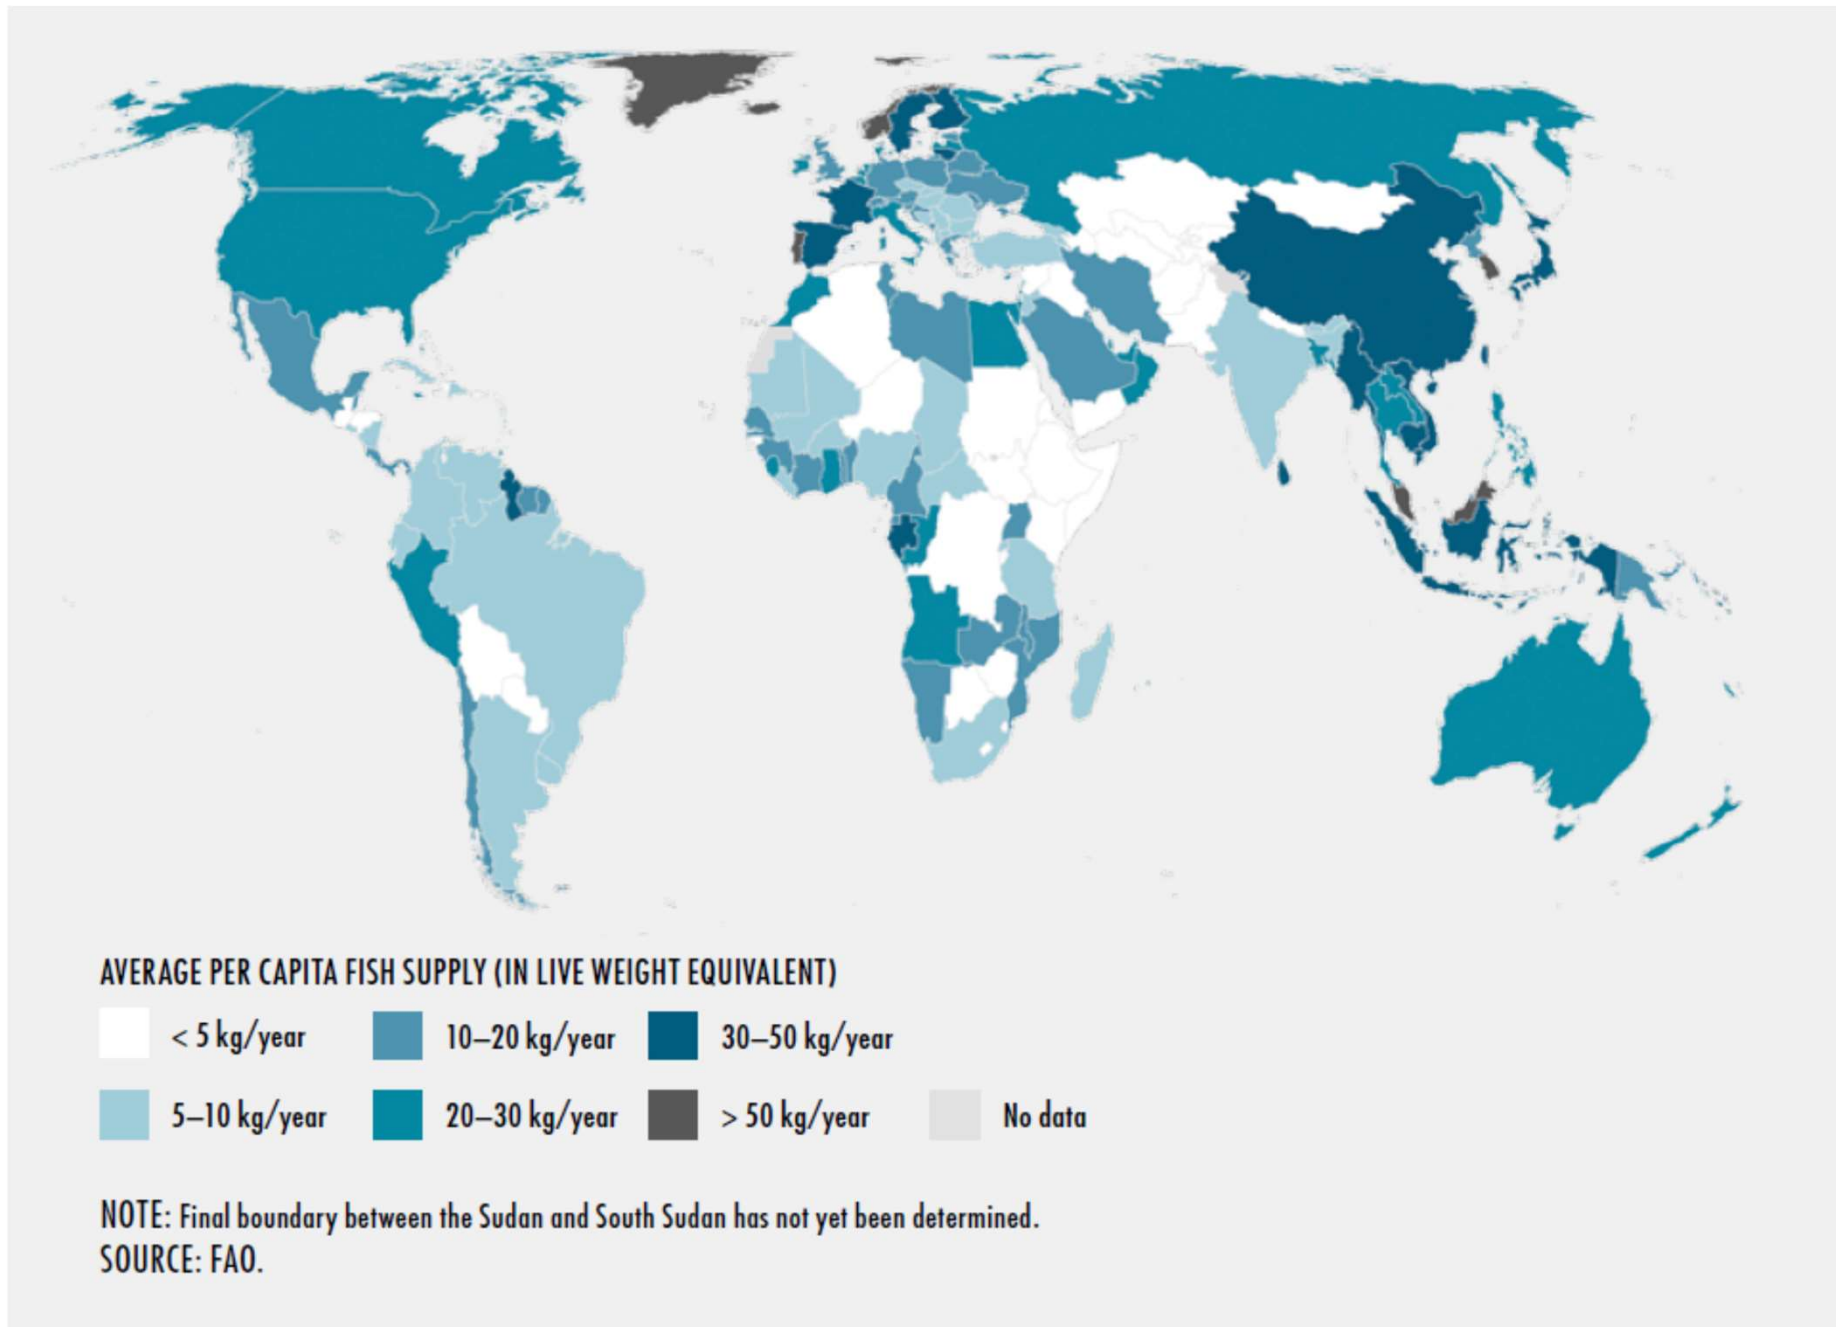 AVERAGE PER CAPITA FISH SUPPLY (IN LIVE WEIGHT EQUIVALENT)
< 5 kg/year
10–20 kg/year
30–50 kg/year
5–10 kg/year
20–30 kg/year
> 50 kg/year
No data
NOTE: Final boundary between the Sudan and South Sudan has not yet been determined.
SOURCE: FAO.